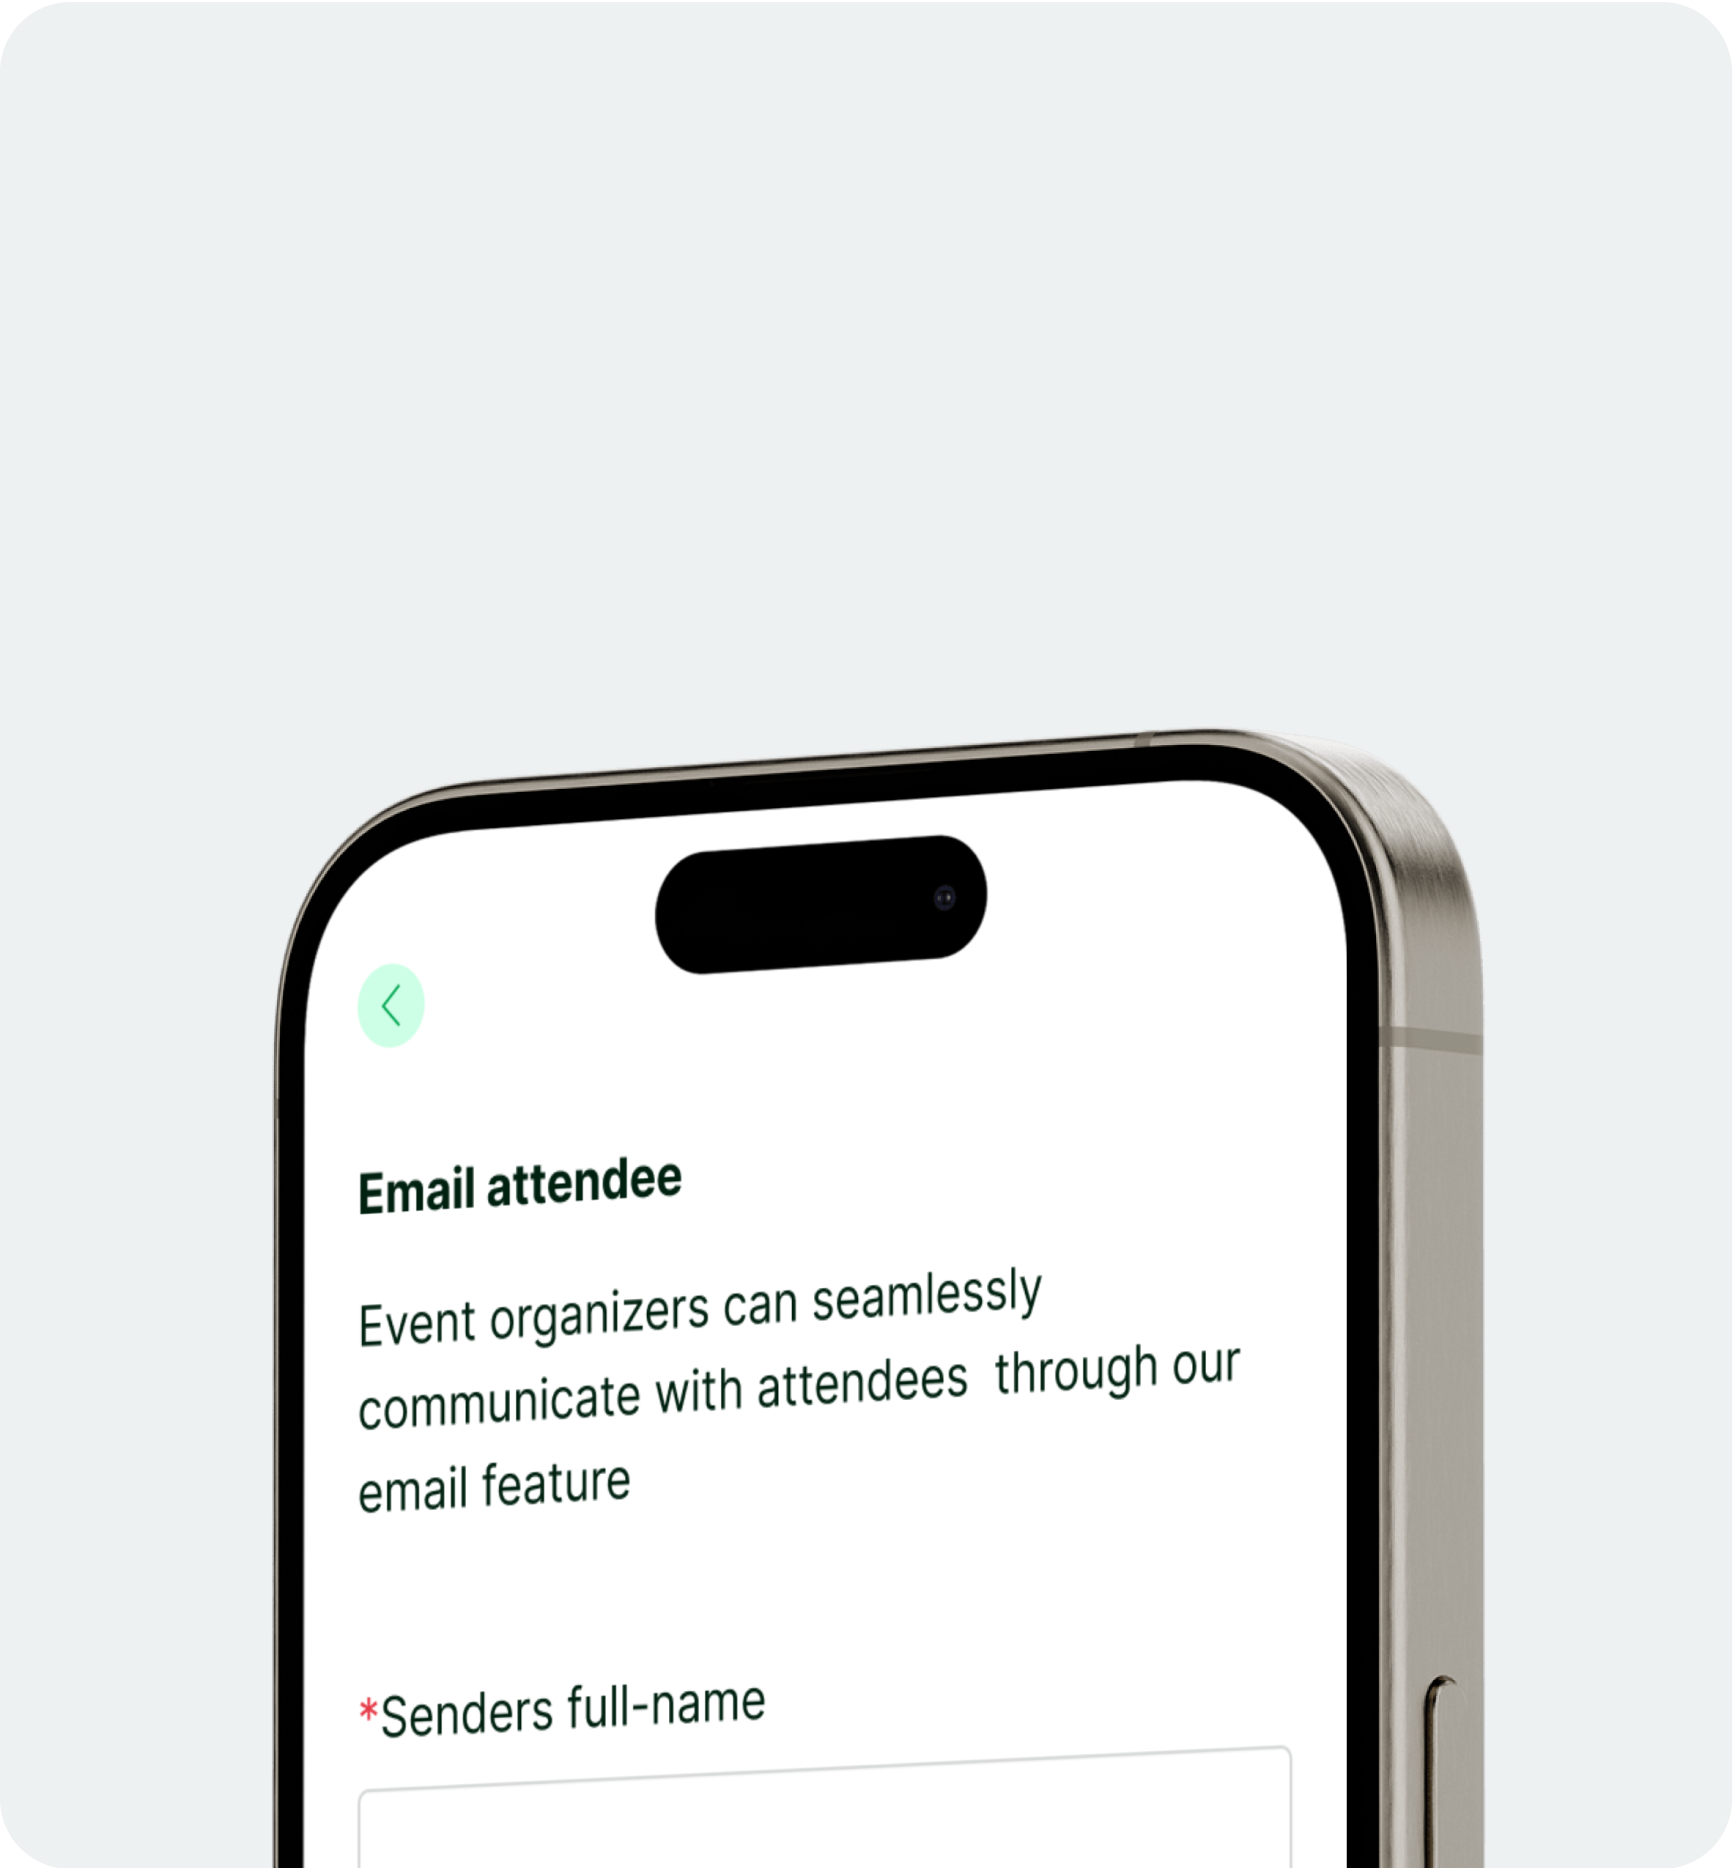 Email attendee
Event organizers can seamlessly
communicate with attendees  through our
email feature
*Senders full-name